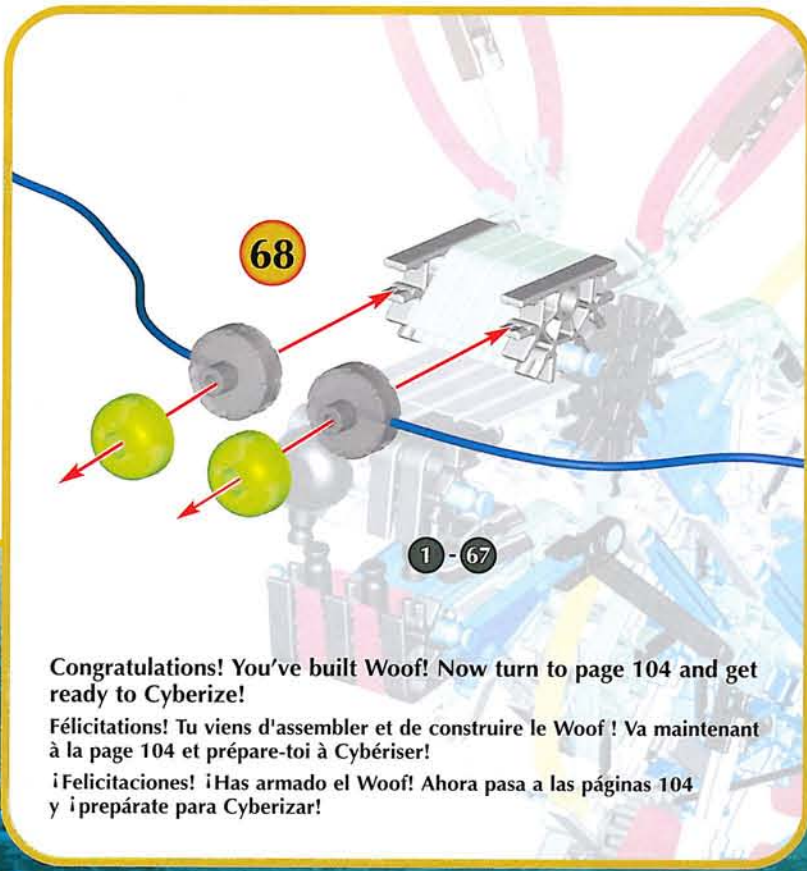 68
1 - 67
Congratulations! You've built Woof! Now turn to page 104 and get
ready to Cyberize!
Félicitations! Tu viens d'assembler et de construire le Woof ! Va maintenant
à la page 104 et prépare-toi à Cybériser!
¡Felicitaciones! ¡Has armado el Woof! Ahora pasa a las páginas 104
y ¡prepárate para Cyberizar!